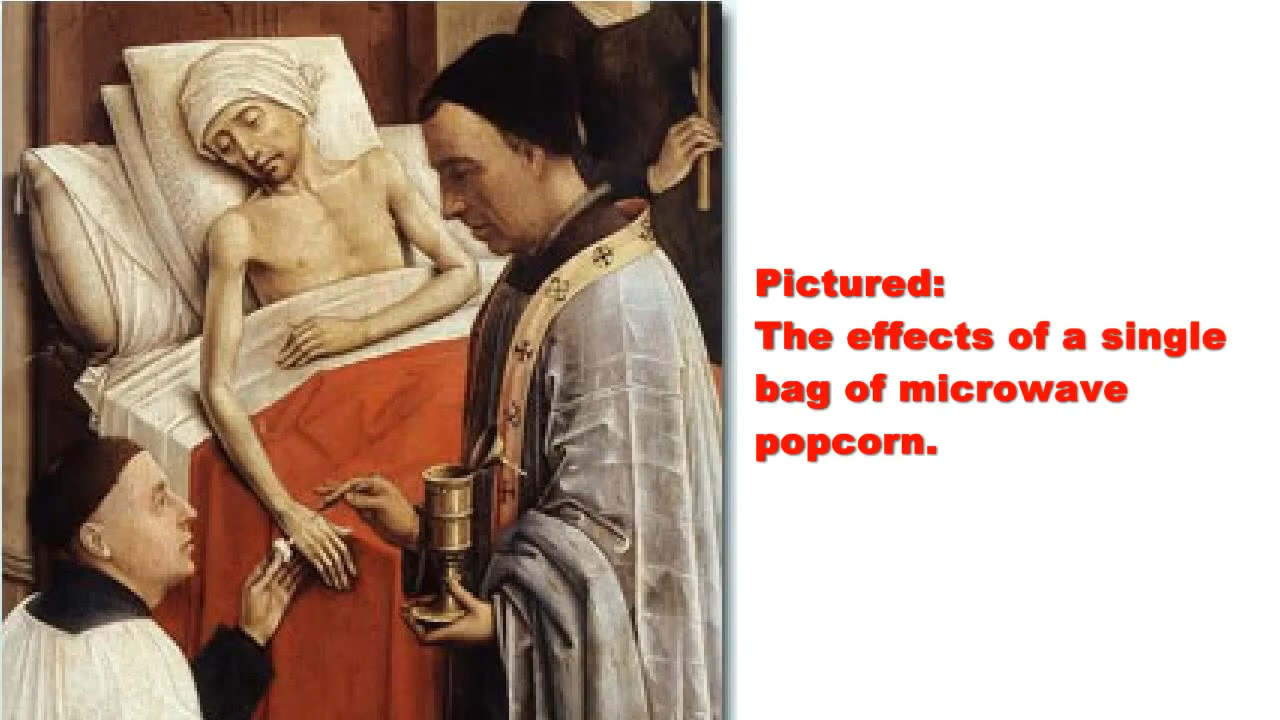 Pictured:
The effects of a single
bag of microwave
popcorn.